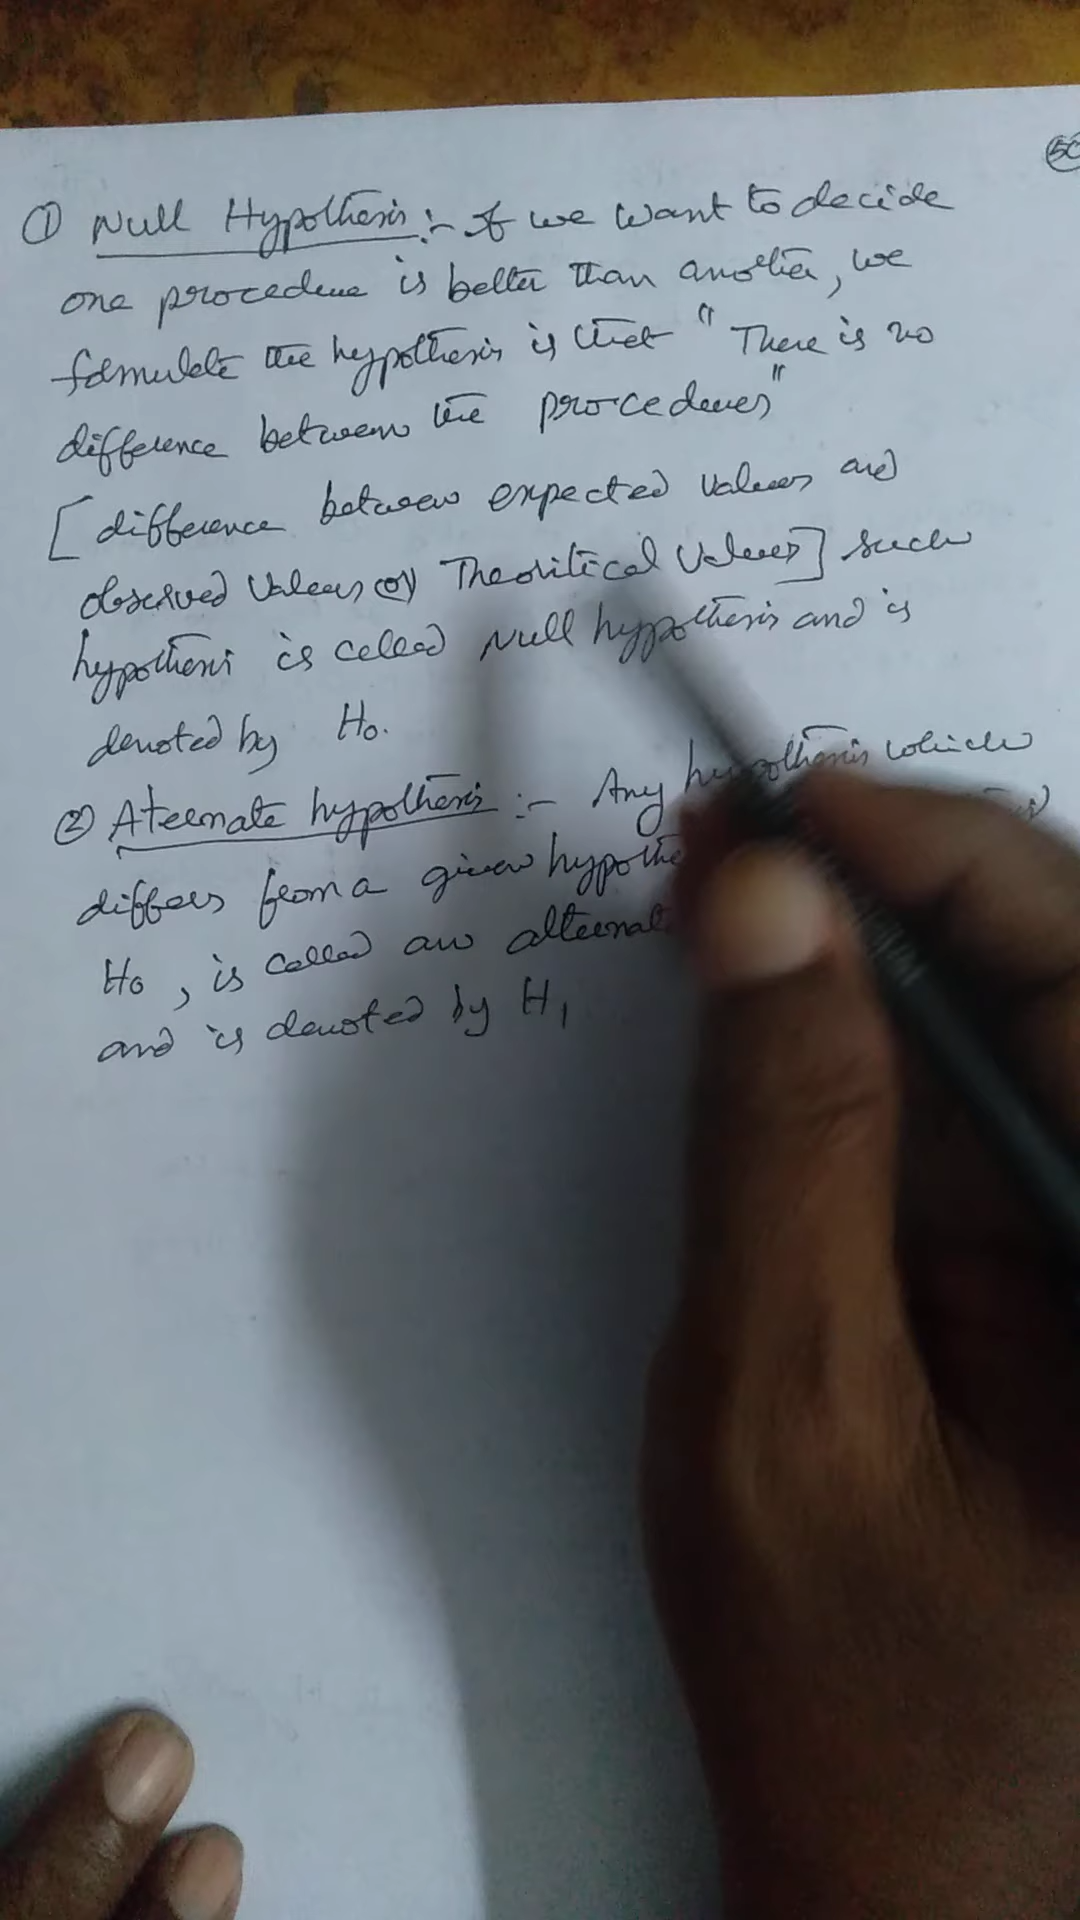 ① Null Hypothesis :- If we want to decide
one procedure is better than another, we
formulate the hypothesis is that "There is no
difference between the procedures"
[difference between expected values and
observed values (or) Theoritical values] such
hypothesis is called Null hypothesis and is
denoted by H0.
② Aternate hypothesis :- Any hypothesis which
differs from a given
H0, is called an
and is denoted by H1